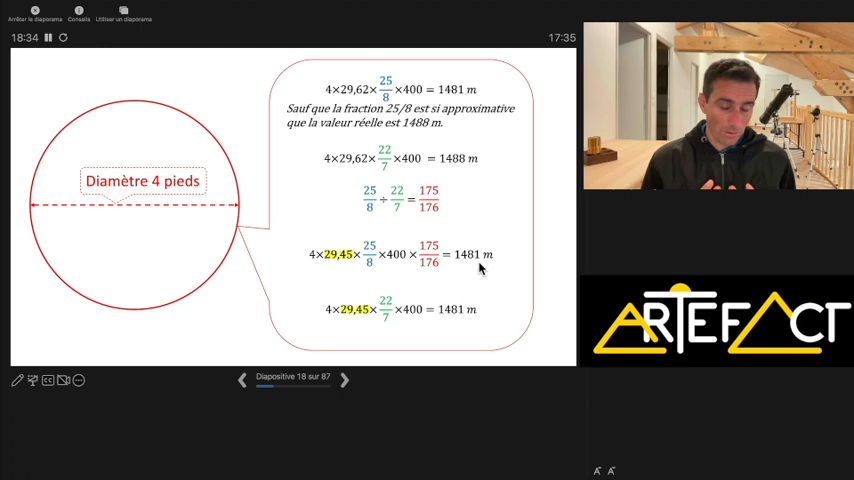 Arrêter le diaporama
Conseils
Utiliser un diaporama
18:34
17:35
Diamètre 4 pieds
4×29,62×25/8×400 = 1481 m
Sauf que la fraction 25/8 est si approximative
que la valeur réelle est 1488 m.
4×29,62×22/7×400 = 1488 m
25/8÷22/7=175/176
4×29,45×25/8×400×175/176=1481 m
4×29,45×22/7×400 = 1481 m
ARTEFACT
Diapositive 18 sur 87
CC
A A